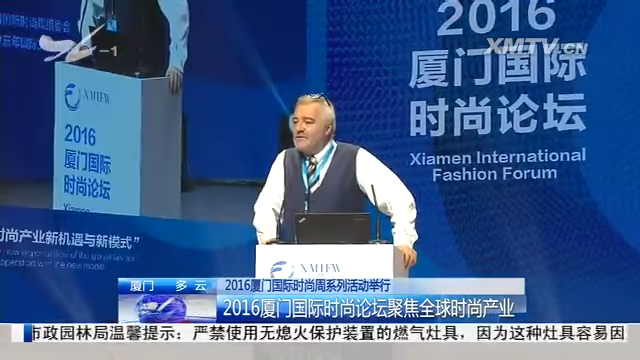 XMTV.CN
-1
2016
厦门国际
时尚论坛
Xiamen International
Fashion Forum
XMIFW
2016
厦门国际
时尚论坛
Xiamen
时尚产业新机遇与新模式”
XMIFW
厦门 多云
2016厦门国际时尚周系列活动举行
2016厦门国际时尚论坛聚焦全球时尚产业
市政园林局温馨提示：严禁使用无熄火保护装置的燃气灶具，因为这种灶具容易因